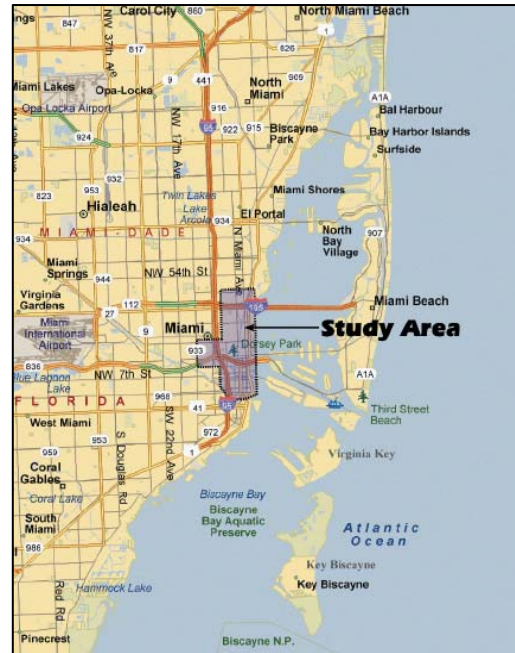 Carol City
860
North Miami Beach
847
NW 37th Ave
817
9
826
1
Miami Lakes
Opa-Locka
441
NW 17th Ave
North
Miami
909
A1A
Opa Locka Airport
916
Bal Harbour
924
95
922
915
Biscayne
Park
Bay Harbor Islands
Surfside
932
953
823
Hialeah
Twin Lakes
Lake
Arcola
Miami Shores
934
El Portal
934
MIAMI-DADE
N Miami Ave
North
Bay
Village
907
Miami
Springs
944
NW 54th St
Virginia
Gardens
112
195
Miami Beach
27
Miami
International
Airport
9
Miami
Study Area
933
Dorsey Park
836
NW 7th St
Blue Lagoon
Lake
A1A
FLORIDA
968
41
95
Third Street
Beach
West Miami
SW 22nd Ave
972
953
S Douglas Rd
1
Virginia Key
959
Coral
Gables
Coral Lake
Biscayne Bay
Biscayne
Bay Aquatic
Preserve
South
Miami
Atlantic
Ocean
986
Key Biscayne
Hammock Lake
Key Biscayne
Red Rd
Pinecrest
Biscayne N.P.